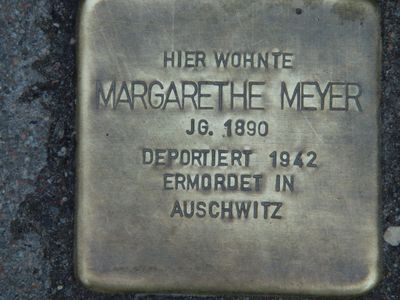 HIER WOHNTE
MARGARETHE MEYER
JG. 1890
DEPORTIERT 1942
ERMORDET IN
AUSCHWITZ